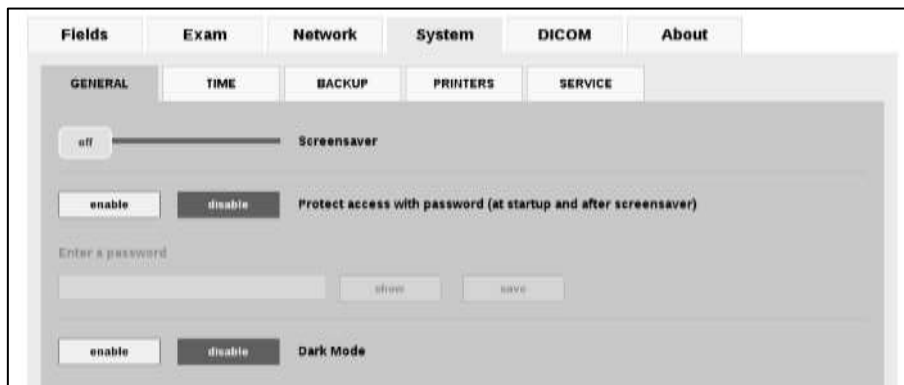 Fields Exam Network System DICOM About
GENERAL TIME BACKUP PRINTERS SERVICE
off Screensaver
enable disable Protect access with password (at startup and after screensaver)
Enter a password
show save
enable disable Dark Mode